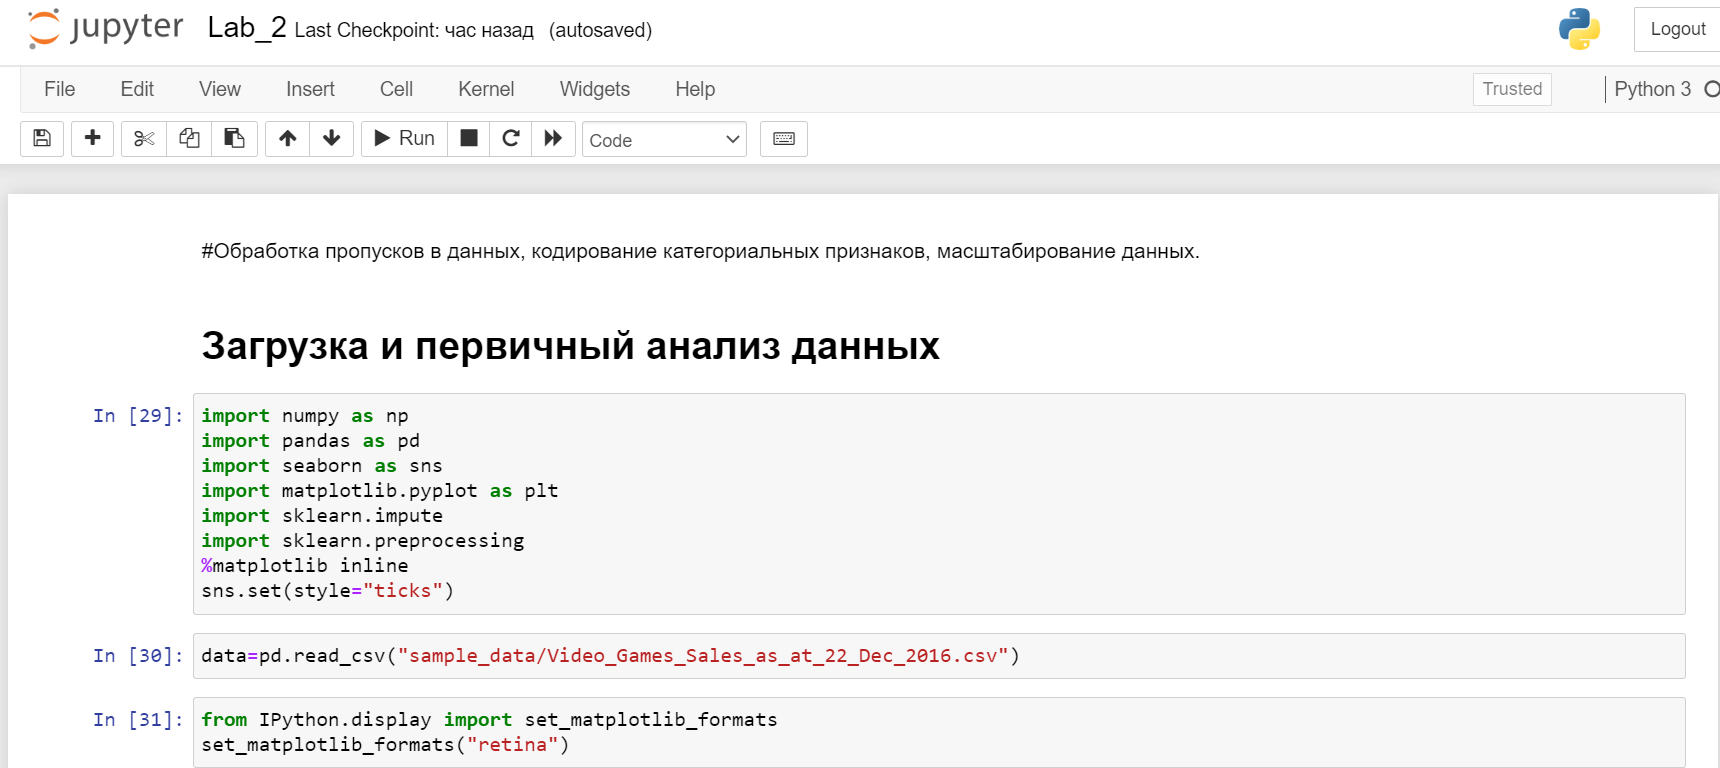 jupyter Lab_2 Last Checkpoint: час назад (autosaved)
Logout
File Edit View Insert Cell Kernel Widgets Help
Trusted
Python 3
Run
Code
#Обработка пропусков в данных, кодирование категориальных признаков, масштабирование данных.
Загрузка и первичный анализ данных
In [29]:
import numpy as np
import pandas as pd
import seaborn as sns
import matplotlib.pyplot as plt
import sklearn.impute
import sklearn.preprocessing
%matplotlib inline
sns.set(style="ticks")
In [30]:
data=pd.read_csv("sample_data/Video_Games_Sales_as_at_22_Dec_2016.csv")
In [31]:
from IPython.display import set_matplotlib_formats
set_matplotlib_formats("retina")